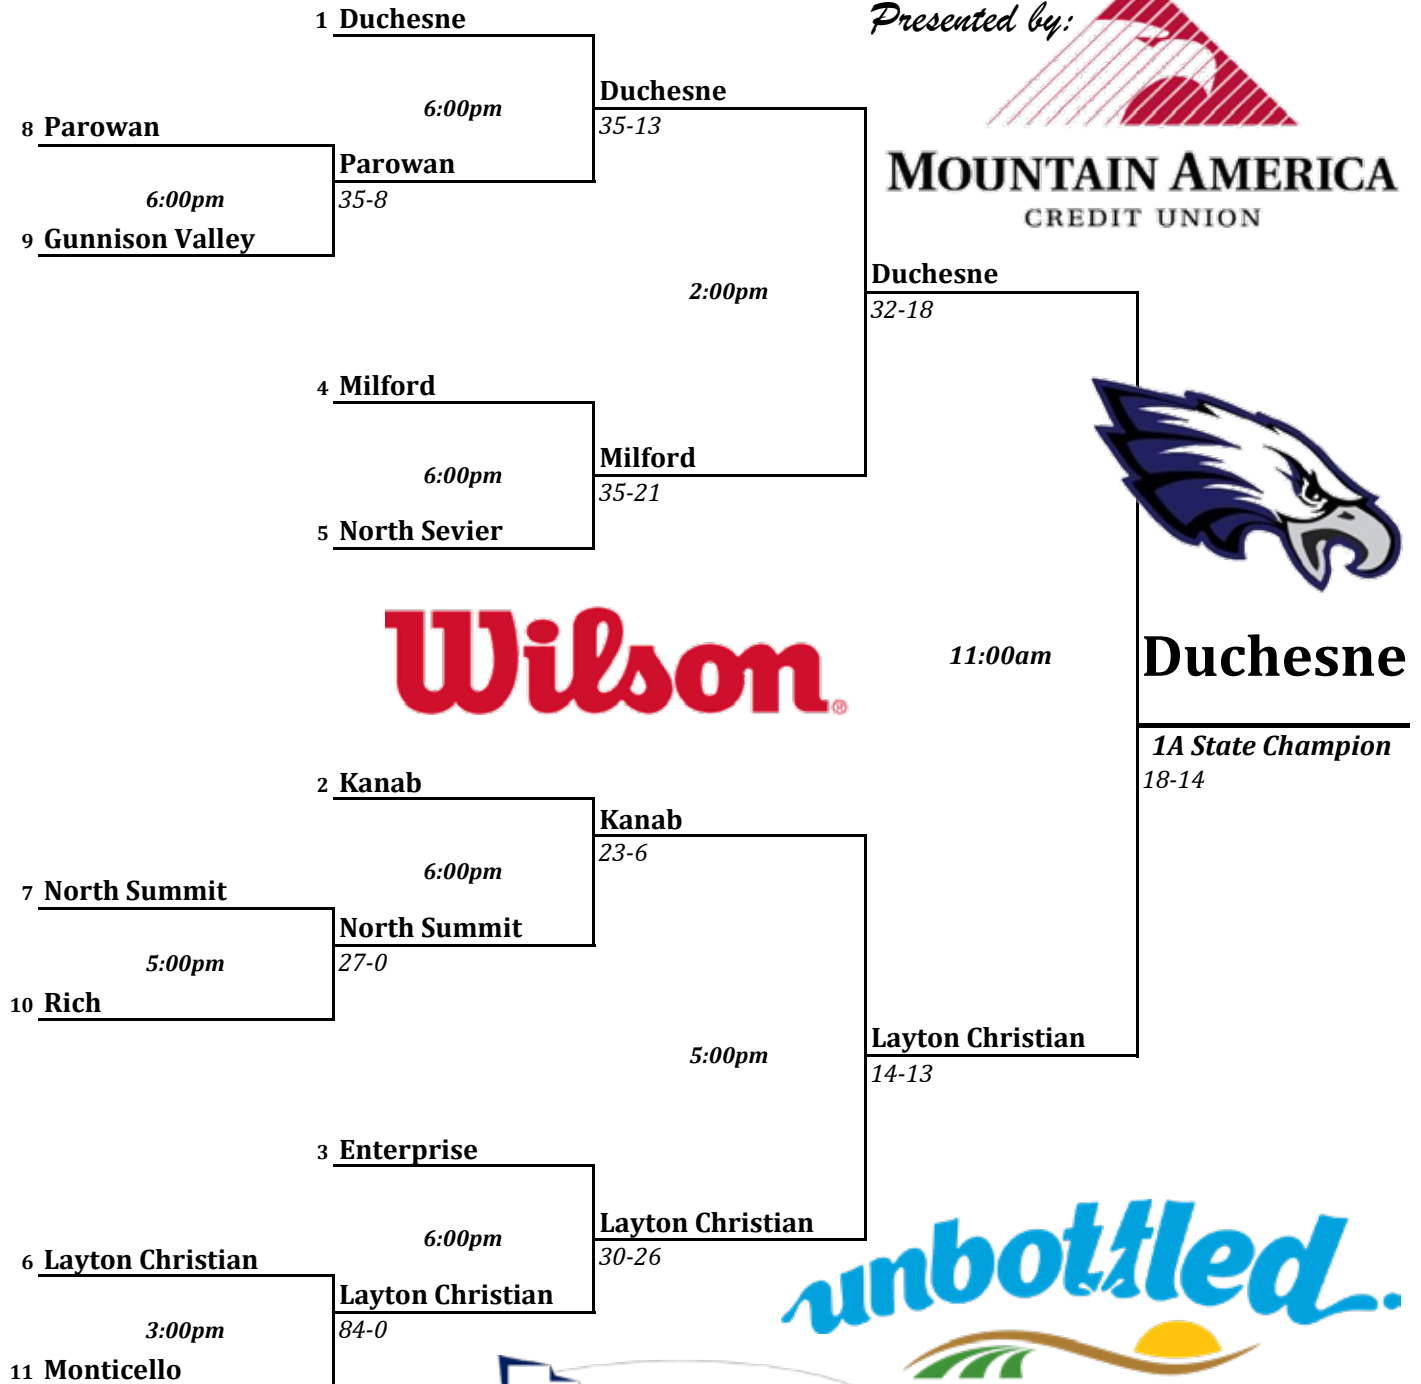 1 Duchesne
Presented by:
Duchesne
6:00pm
35-13
8 Parowan
Parowan
MOUNTAIN AMERICA
6:00pm
35-8
CREDIT UNION
9 Gunnison Valley
Duchesne
2:00pm
32-18
4 Milford
Milford
6:00pm
35-21
5 North Sevier
Wilson®
11:00am
Duchesne
1A State Champion
18-14
2 Kanab
Kanab
23-6
6:00pm
7 North Summit
North Summit
5:00pm
27-0
10 Rich
Layton Christian
5:00pm
14-13
3 Enterprise
Layton Christian
6:00pm
30-26
6 Layton Christian
unbottled.
Layton Christian
3:00pm
84-0
11 Monticello